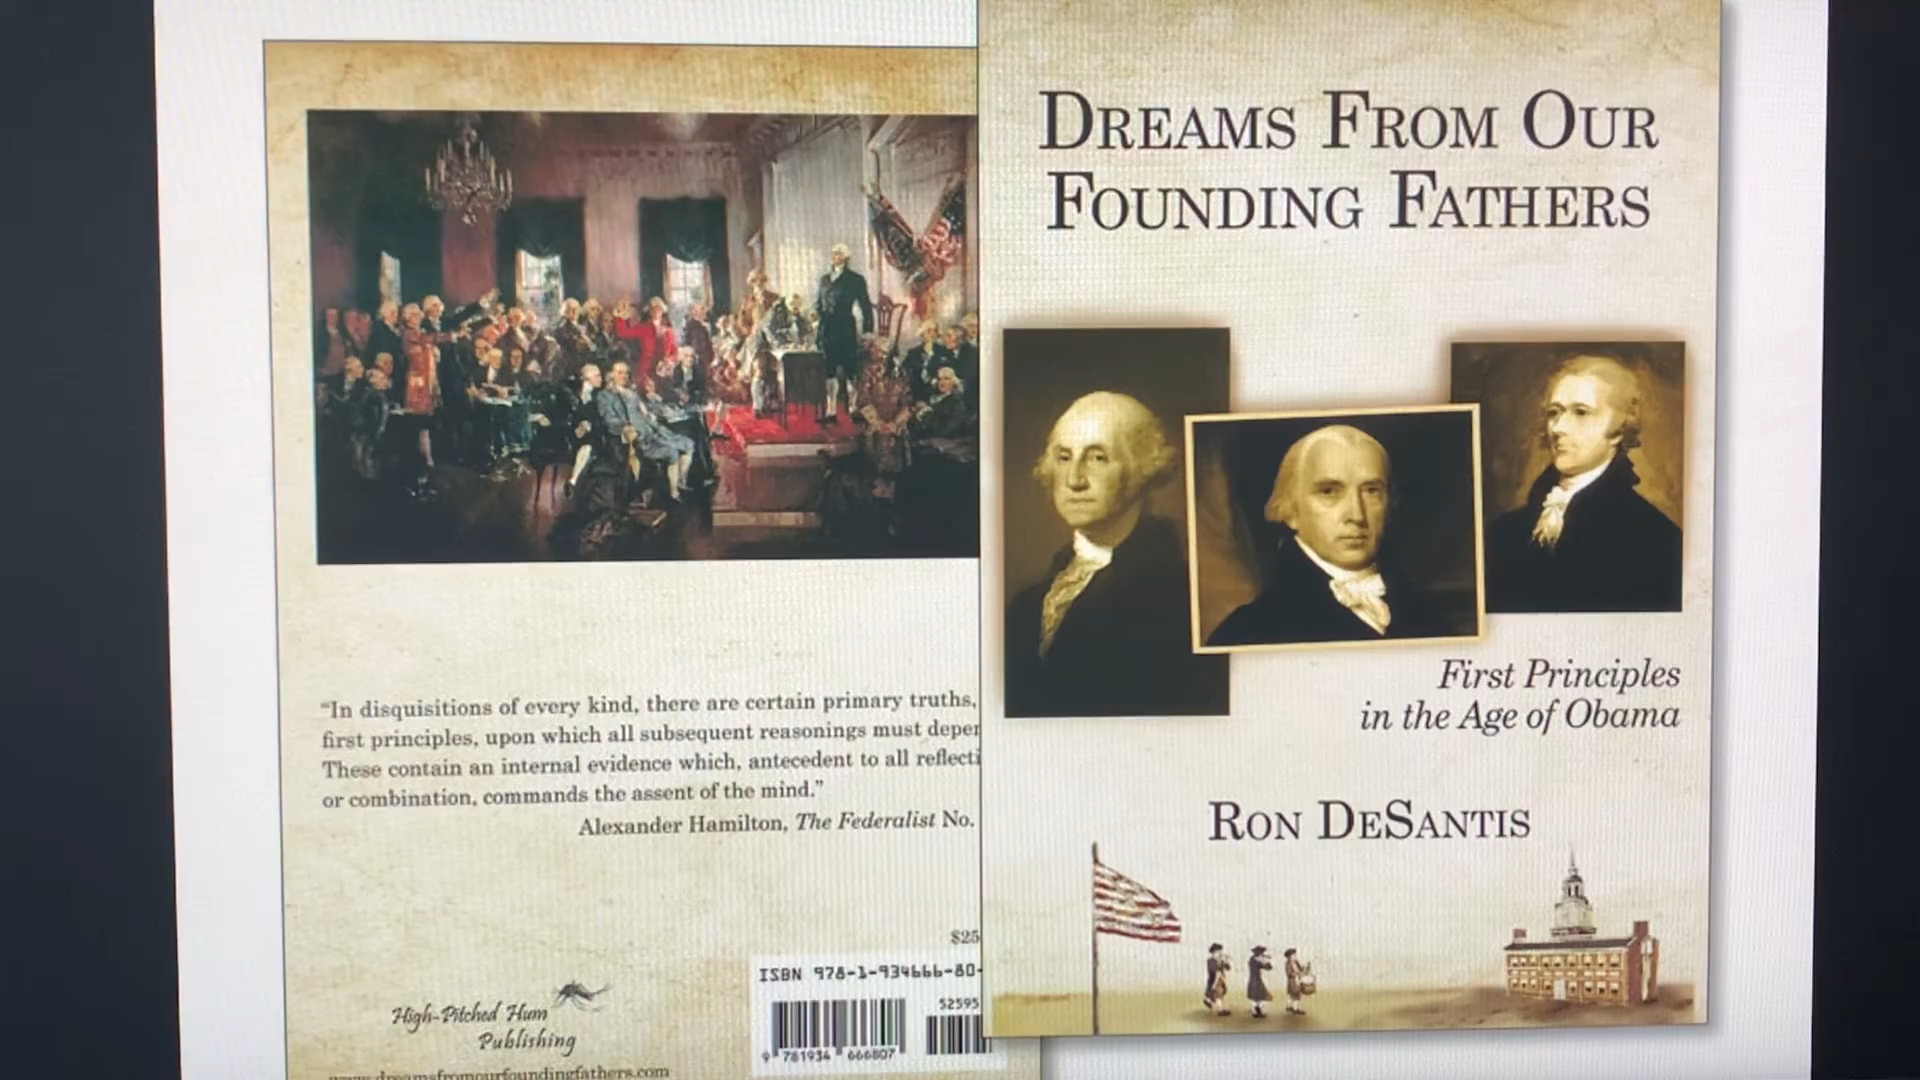 DREAMS FROM OUR
FOUNDING FATHERS
First Principles
in the Age of Obama
RON DESANTIS
“In disquisitions of every kind, there are certain primary truths,
first principles, upon which all subsequent reasonings must
These contain an internal evidence which, antecedent to all
or combination, commands the assent of the mind.”
Alexander Hamilton, The Federalist No.
$25
ISBN 978-1-934666-80-
52595
9 781934 666807
High-Pitched Hum
Publishing
www.dreamsfromourfoundingfathers.com